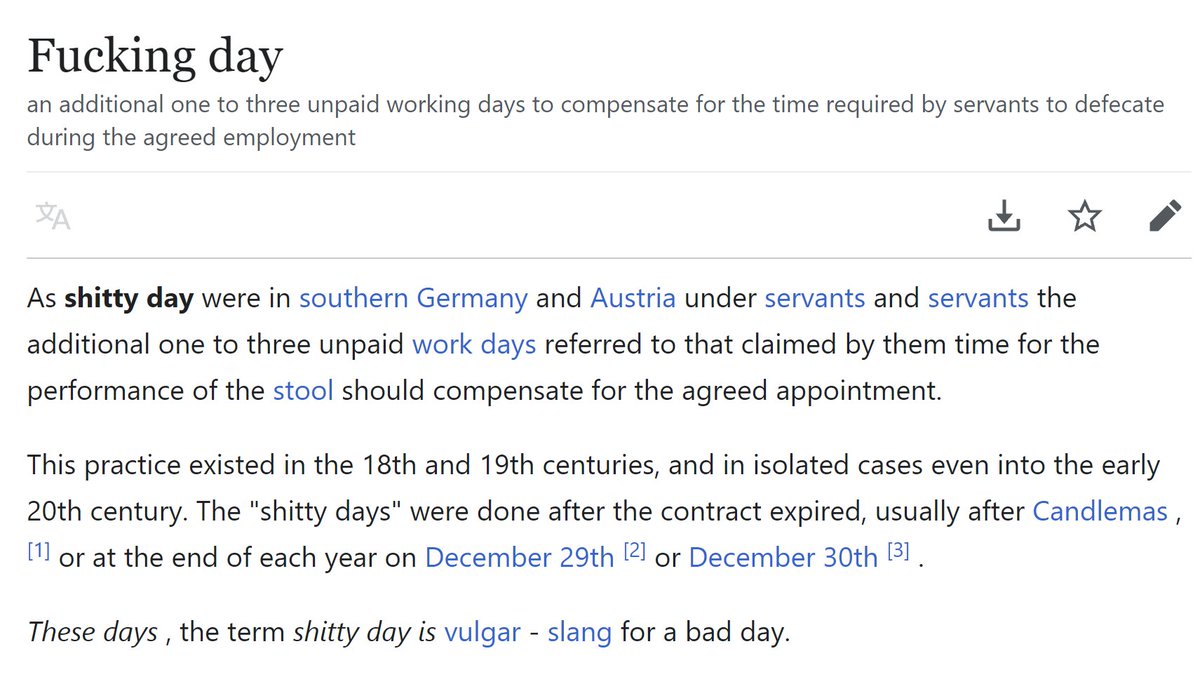 Fucking day
an additional one to three unpaid working days to compensate for the time required by servants to defecate
during the agreed employment
文A
As shitty day were in southern Germany and Austria under servants and servants the
additional one to three unpaid work days referred to that claimed by them time for the
performance of the stool should compensate for the agreed appointment.
This practice existed in the 18th and 19th centuries, and in isolated cases even into the early
20th century. The "shitty days" were done after the contract expired, usually after Candlemas ,
[1] or at the end of each year on December 29th [2] or December 30th [3] .
These days , the term shitty day is vulgar - slang for a bad day.